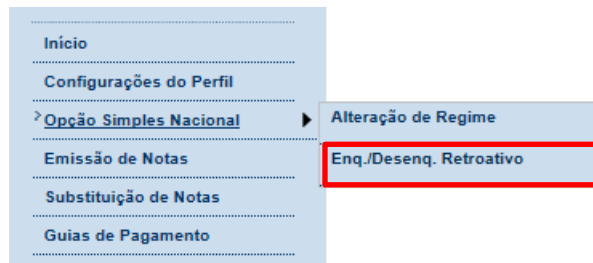 Início
Configurações do Perfil
Opção Simples Nacional
Alteração de Regime
Emissão de Notas
Enq./Desenq. Retroativo
Substituição de Notas
Guias de Pagamento